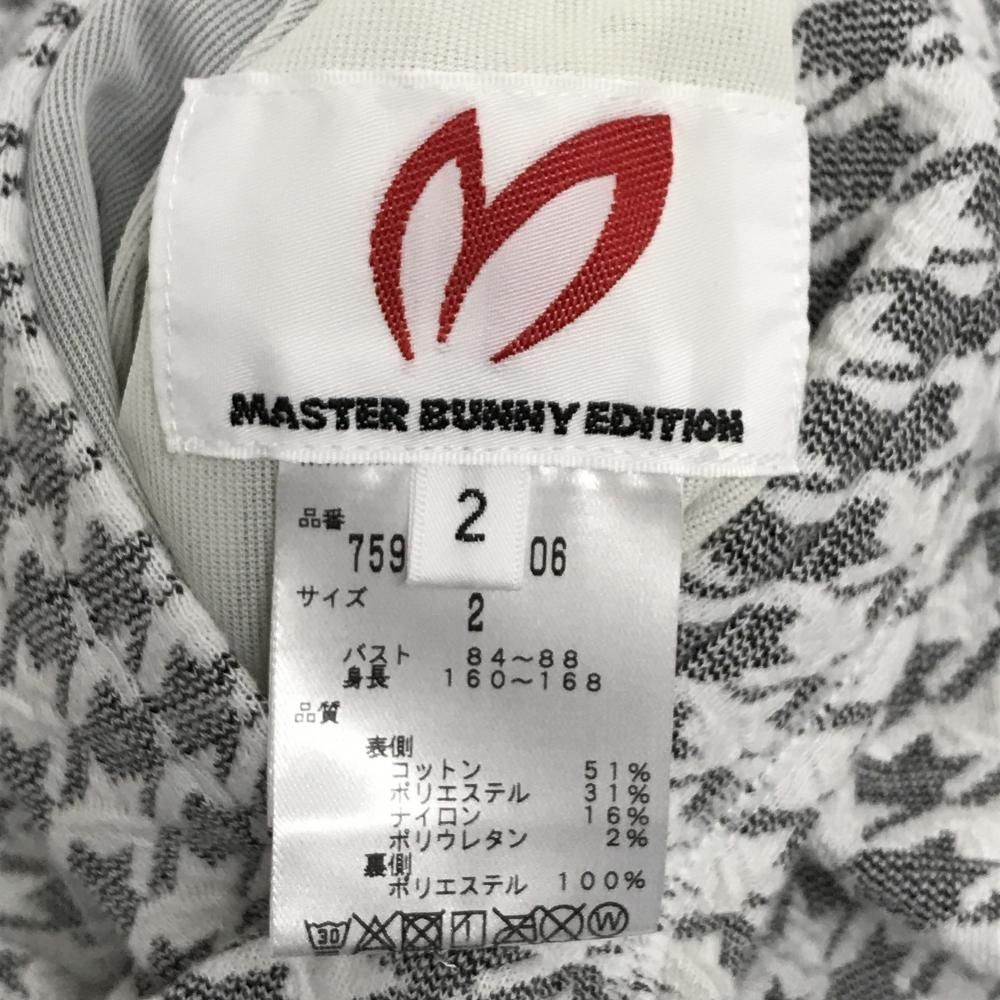 MASTER BUNNY EDITION
2
品番
759 06
サイズ
2
バスト 84~88
身長 160~168
品質
表側
コットン 51%
ポリエステル 31%
ナイロン 16%
ポリウレタン 2%
裏側
ポリエステル 100%
30
W